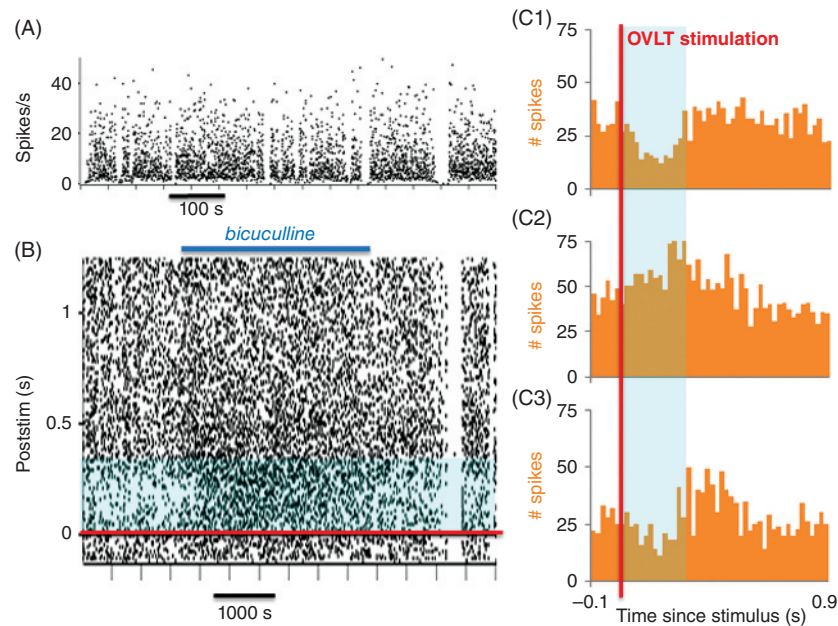 (A)
Spikes/s
40
20
0
100 s
(B)
bicuculline
Poststim (s)
1
0.5
0
1000 s
(C1)
OVLT stimulation
# spikes
75
50
25
0
(C2)
# spikes
75
50
25
0
(C3)
# spikes
75
50
25
0
−0.1
0.9
Time since stimulus (s)